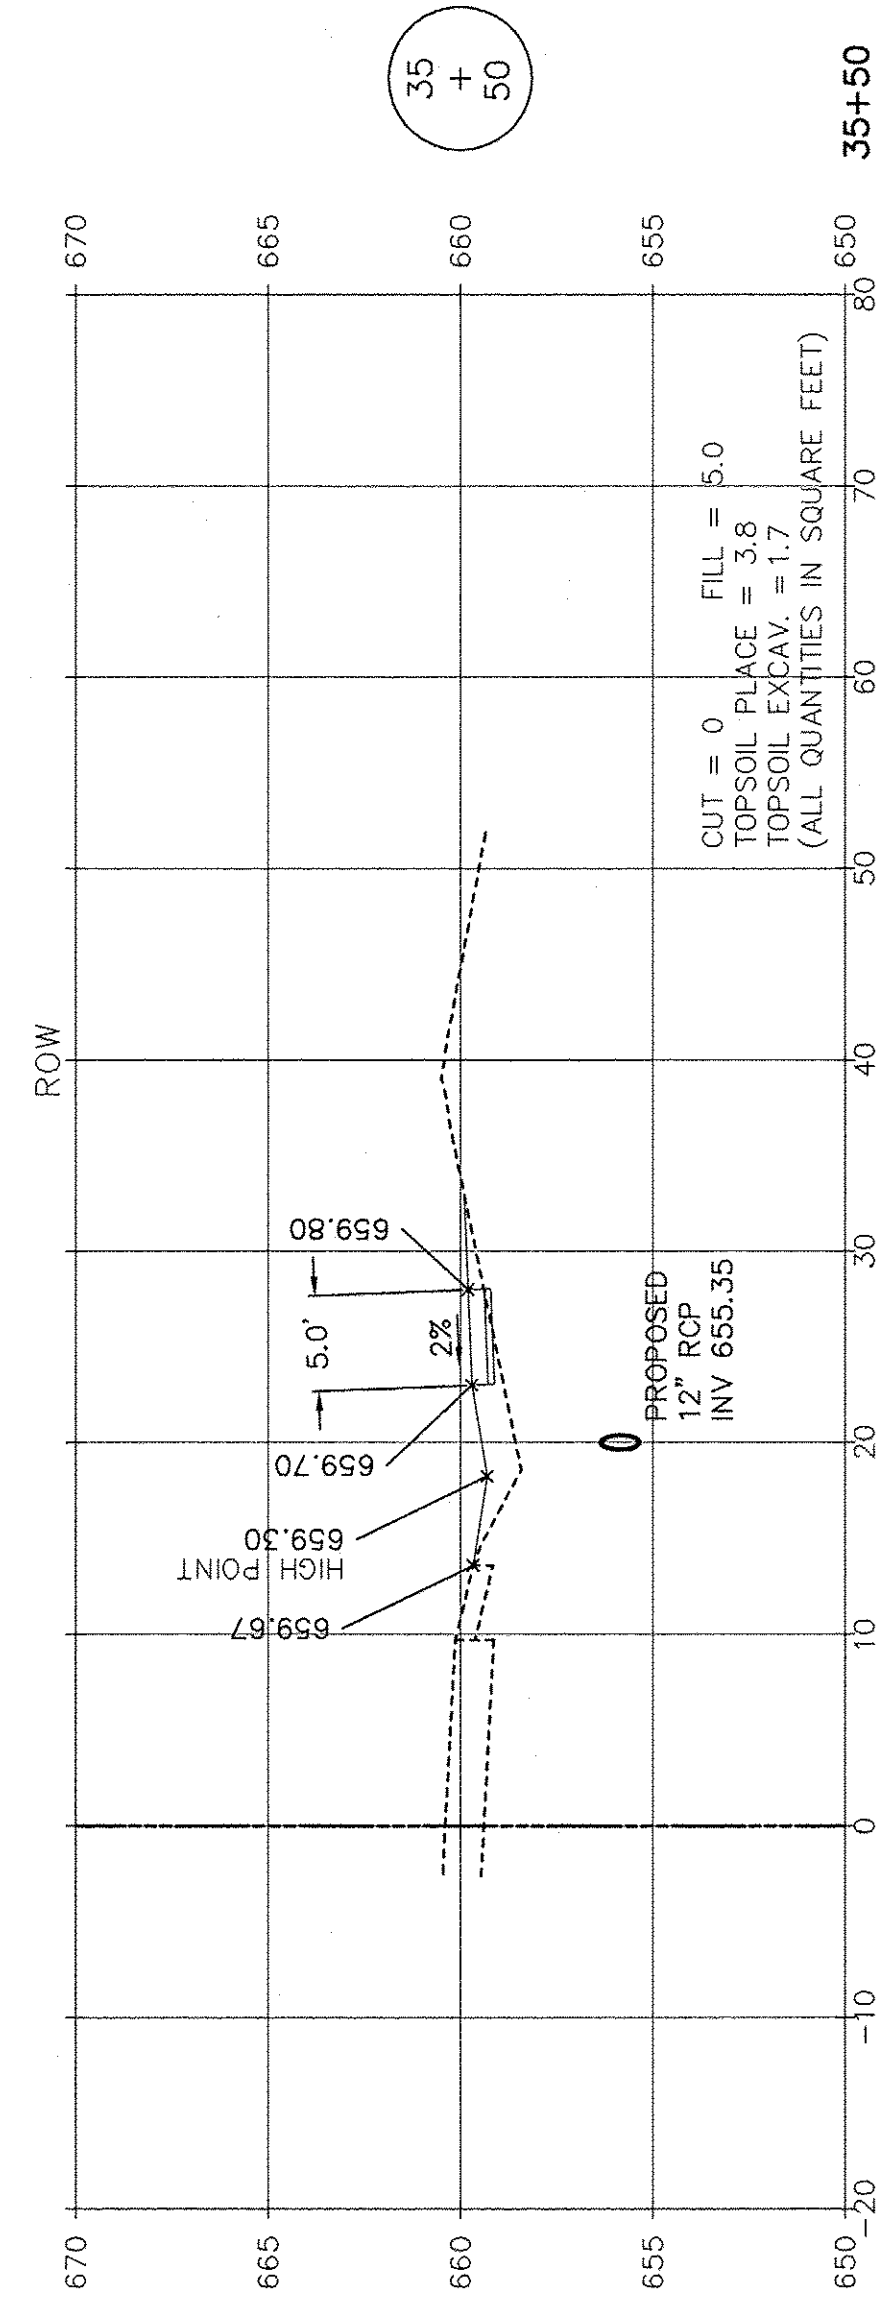 ROW
35
+
50
670
670
665
665
660
660
655
655
650
650
35+50
659.67
HIGH POINT
659.30
659.70
5.0'
2%
659.80
PROPOSED
12" RCP
INV 655.35
CUT = 0 FILL = 5.0
TOPSOIL PLACE = 3.8
TOPSOIL EXCAV. = 1.7
(ALL QUANTITIES IN SQUARE FEET)
-20 -10 0 10 20 30 40 50 60 70 80